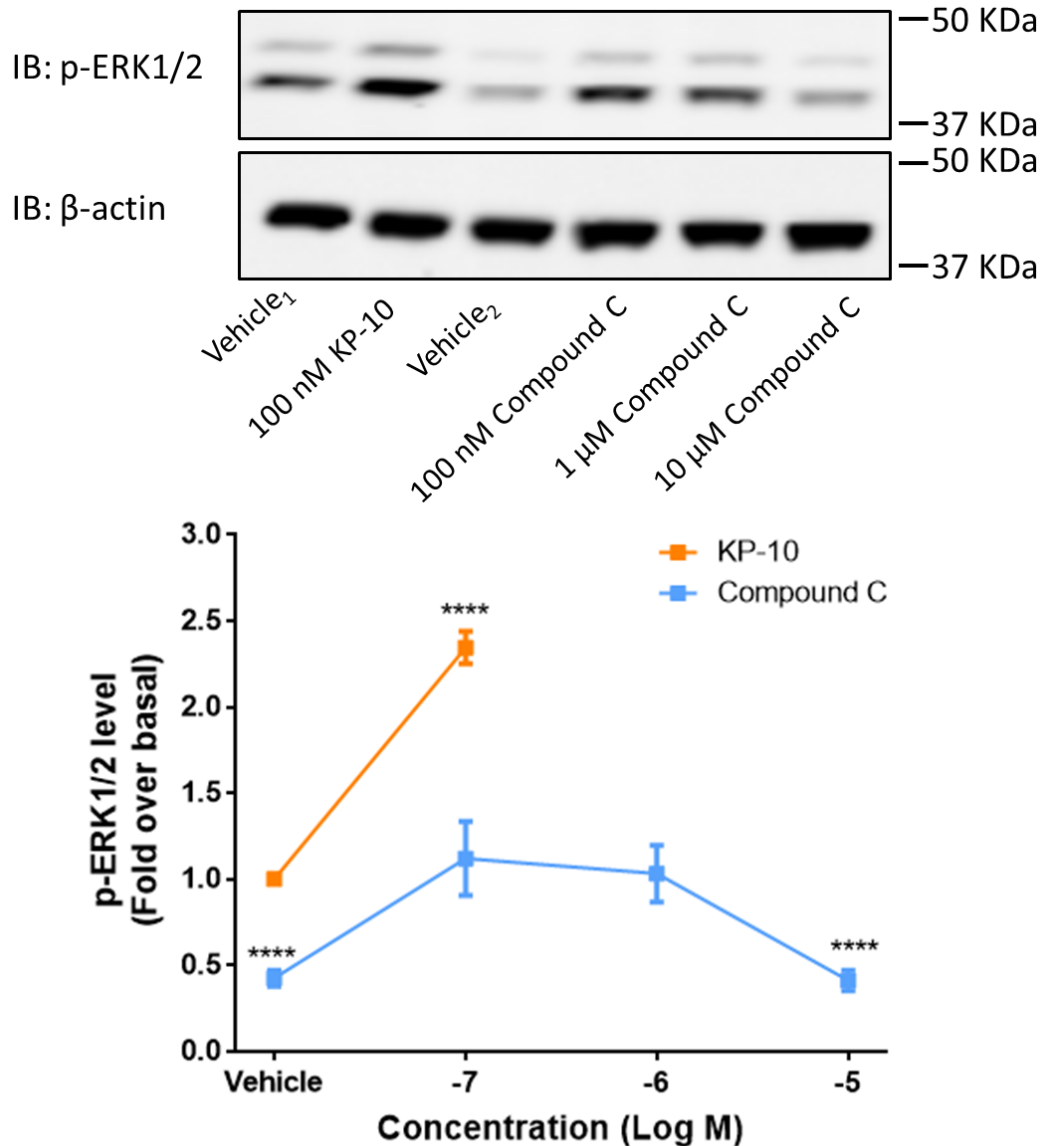 50 KDa
IB: p-ERK1/2
37 KDa
50 KDa
IB: β-actin
37 KDa
Vehicle₁
100 nM KP-10
Vehicle₂
100 nM Compound C
1 μM Compound C
10 μM Compound C
3.0
KP-10
Compound C
2.5
****
2.0
1.5
1.0
0.5
****
****
0.0
p-ERK1/2 level
(Fold over basal)
Vehicle
-7
-6
-5
Concentration (Log M)